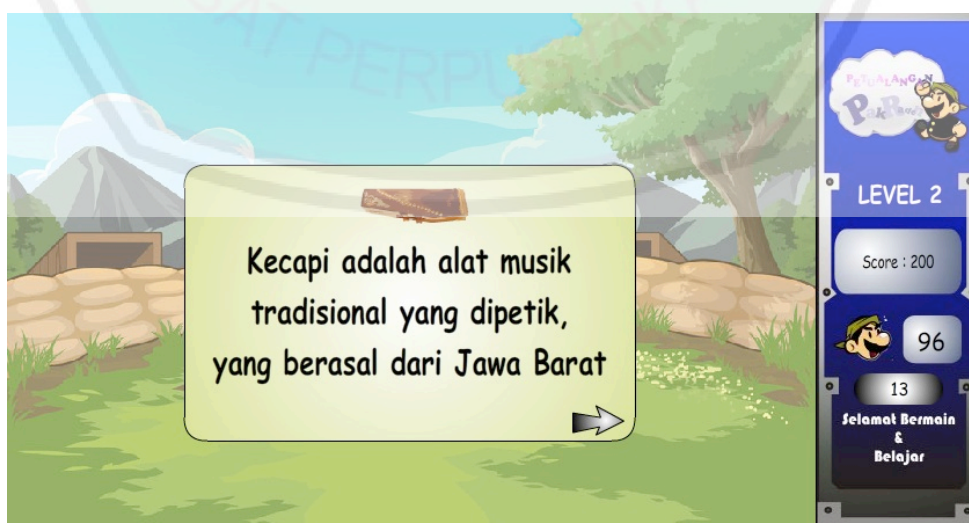 Kecapi adalah alat musik
tradisional yang dipetik,
yang berasal dari Jawa Barat
PETUALANGAN
LEVEL 2
Score : 200
96
13
Selamat Bermain
&
Belajar